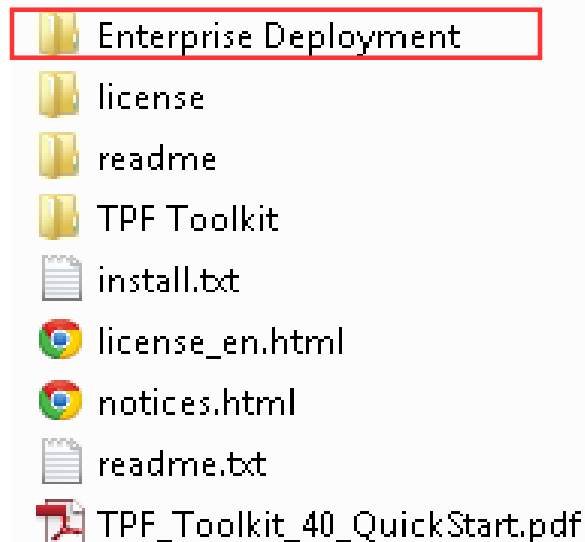 Enterprise Deployment
license
readme
TPF Toolkit
install.txt
license_en.html
notices.html
readme.txt
TPF_Toolkit_40_QuickStart.pdf